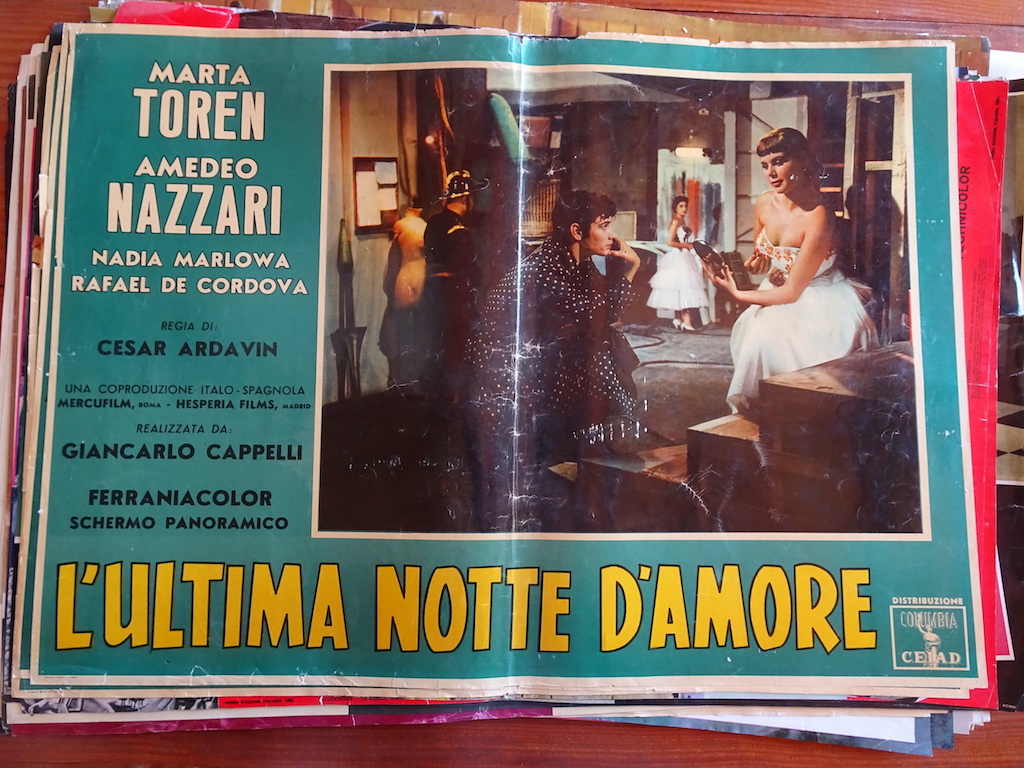 MARTA
TOREN
AMEDEO
NAZZARI
NADIA MARLOWA
RAFAEL DE CORDOVA
REGIA DI:
CESAR ARDAVIN
UNA COPRODUZIONE ITALO-SPAGNOLA
MERCUFILM, ROMA - HESPERIA FILMS, MADRID
REALIZZATA DA:
GIANCARLO CAPPELLI
FERRANIACOLOR
SCHERMO PANORAMICO
L'ULTIMA NOTTE D'AMORE
DISTRIBUZIONE
COLUMBIA
CEIAD